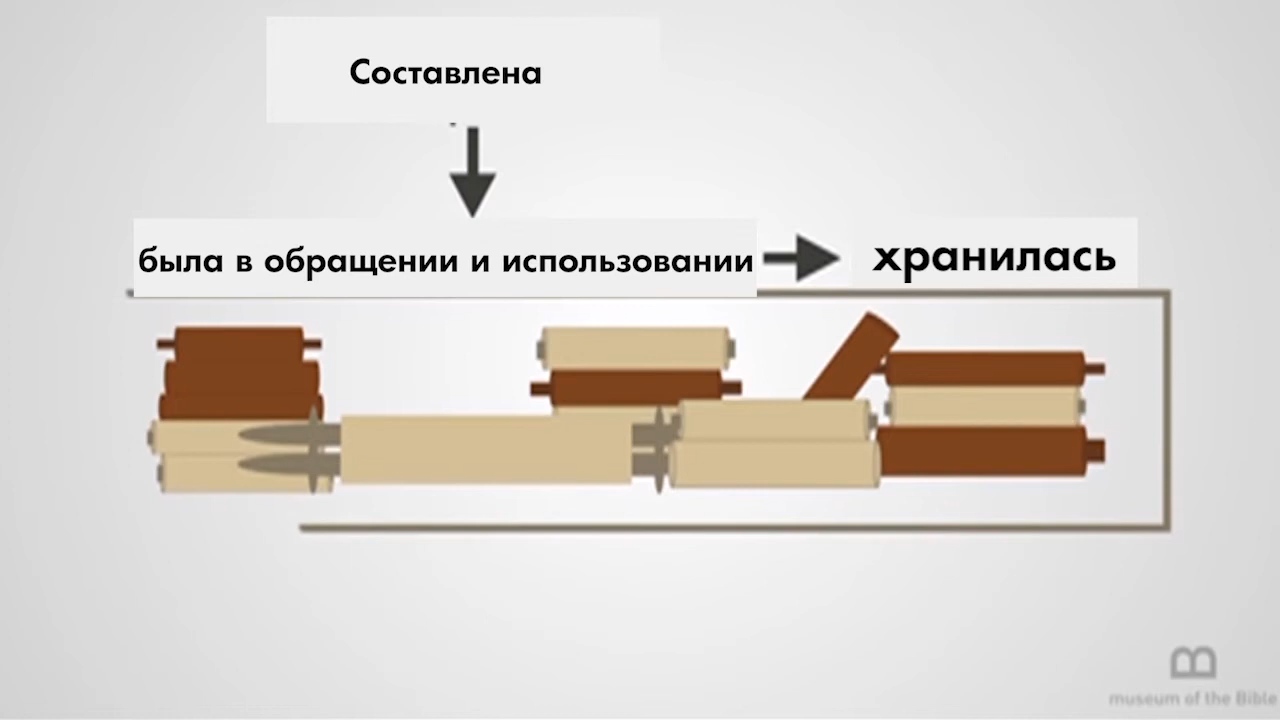 Составлена
была в обращении и использовании
хранилась
museum of the Bible